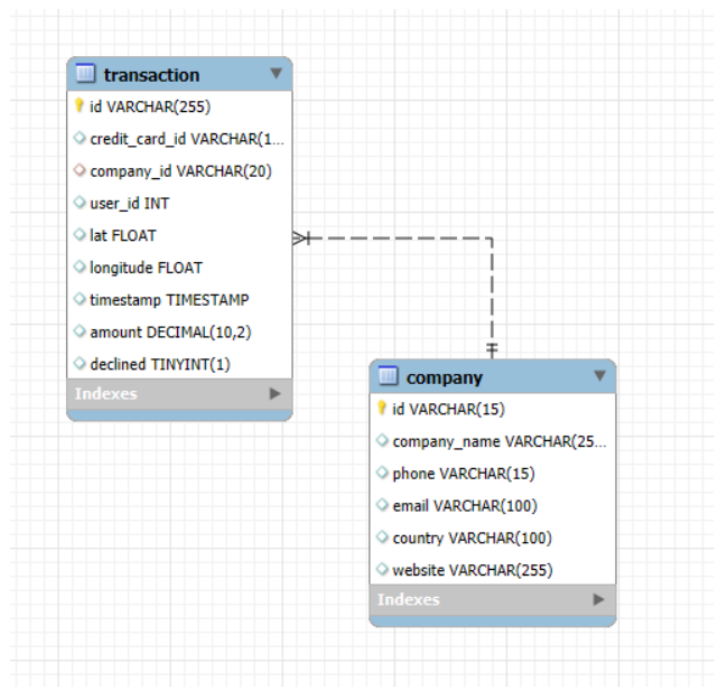 transaction
id VARCHAR(255)
credit_card_id VARCHAR(1...
company_id VARCHAR(20)
user_id INT
lat FLOAT
longitude FLOAT
timestamp TIMESTAMP
amount DECIMAL(10,2)
declined TINYINT(1)
Indexes
company
id VARCHAR(15)
company_name VARCHAR(25...
phone VARCHAR(15)
email VARCHAR(100)
country VARCHAR(100)
website VARCHAR(255)
Indexes